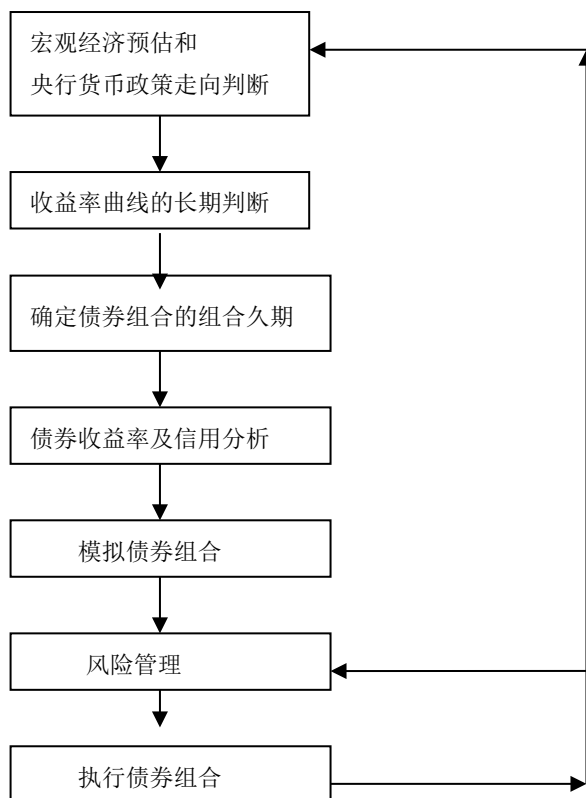 宏观经济预估和
央行货币政策走向判断
收益率曲线的长期判断
确定债券组合的组合久期
债券收益率及信用分析
模拟债券组合
风险管理
执行债券组合